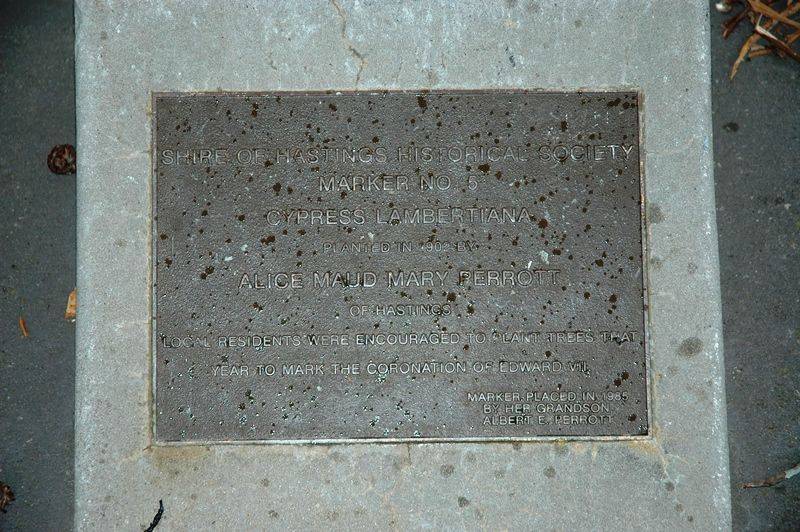 SHIRE OF HASTINGS HISTORICAL SOCIETY
MARKER NO. 5
CYPRESS LAMBERTIANA
PLANTED IN 1902 BY
ALICE MAUD MARY PERROTT
OF HASTINGS
LOCAL RESIDENTS WERE ENCOURAGED TO PLANT TREES THAT
YEAR TO MARK THE CORONATION OF EDWARD VII
MARKER PLACED IN 1985
BY HER GRANDSON
ALBERT E. PERROTT